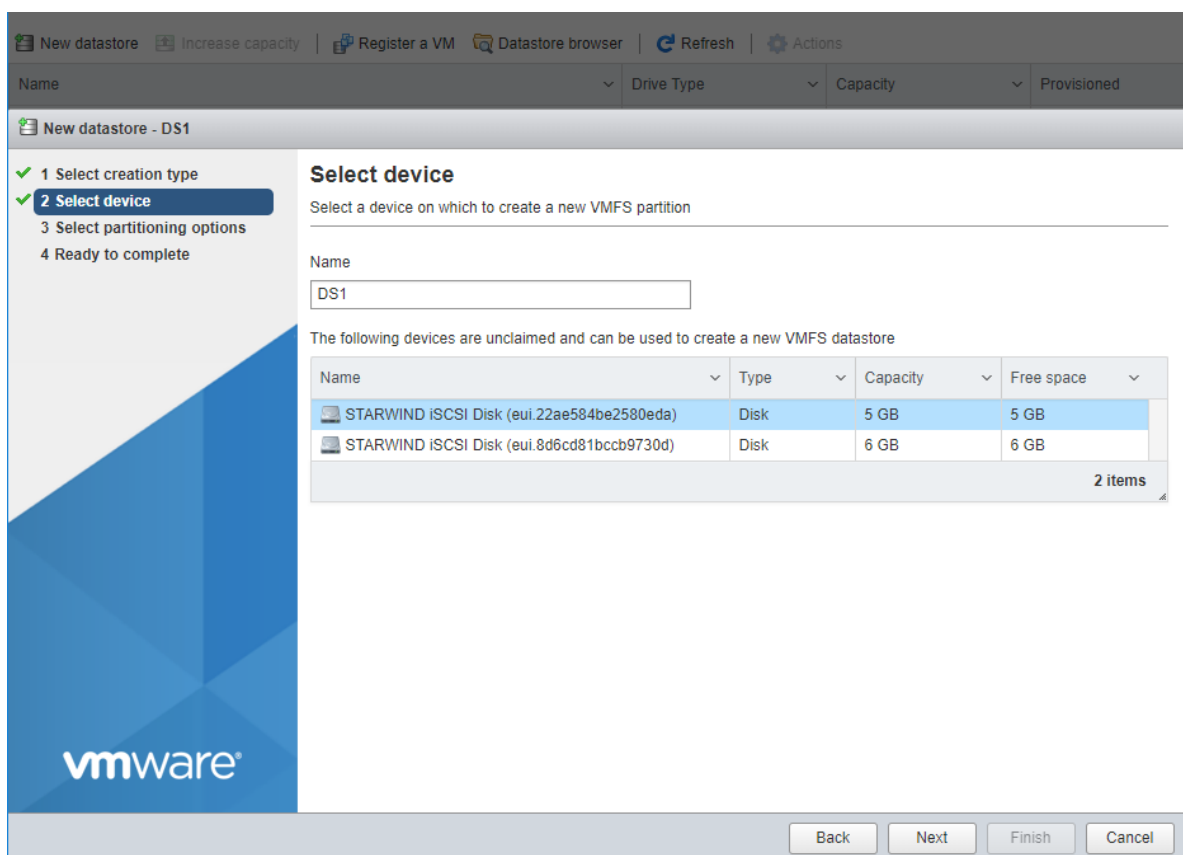 New datastore Increase capacity Register a VM Datastore browser Refresh Actions
Name Drive Type Capacity Provisioned
New datastore - DS1
1 Select creation type
2 Select device
3 Select partitioning options
4 Ready to complete
Select device
Select a device on which to create a new VMFS partition
Name
DS1
The following devices are unclaimed and can be used to create a new VMFS datastore
Name Type Capacity Free space
STARWIND iSCSI Disk (eui.22ae584be2580eda) Disk 5 GB 5 GB
STARWIND iSCSI Disk (eui.8d6cd81bccb9730d) Disk 6 GB 6 GB
2 items
vmware®
Back Next Finish Cancel